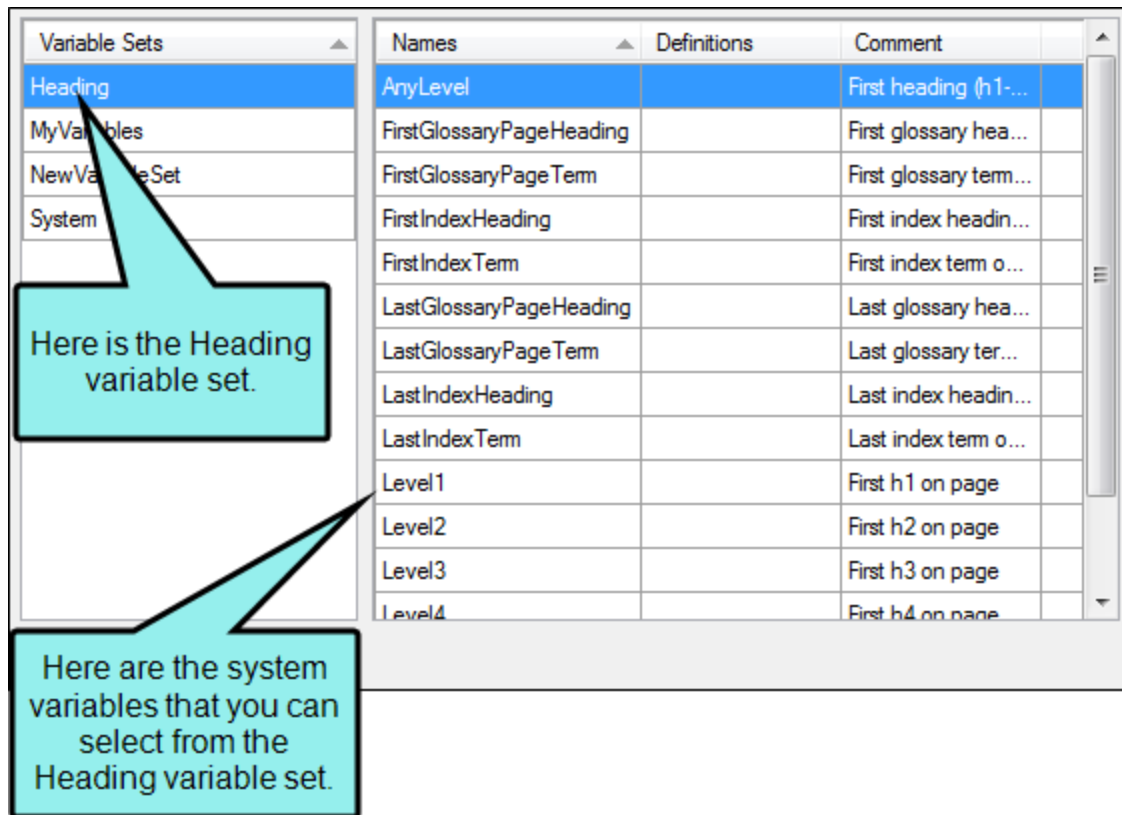 Variable Sets
Heading
MyVariables
NewVariableSet
System
Names Definitions Comment
AnyLevel First heading (h1-...
FirstGlossaryPageHeading First glossary hea...
FirstGlossaryPageTerm First glossary term...
FirstIndexHeading First index headin...
FirstIndexTerm First index term o...
LastGlossaryPageHeading Last glossary hea...
LastGlossaryPageTerm Last glossary ter...
LastIndexHeading Last index headin...
LastIndexTerm Last index term o...
Level1 First h1 on page
Level2 First h2 on page
Level3 First h3 on page
Level4 First h4 on page
Here is the Heading
variable set.
Here are the system
variables that you can
select from the
Heading variable set.